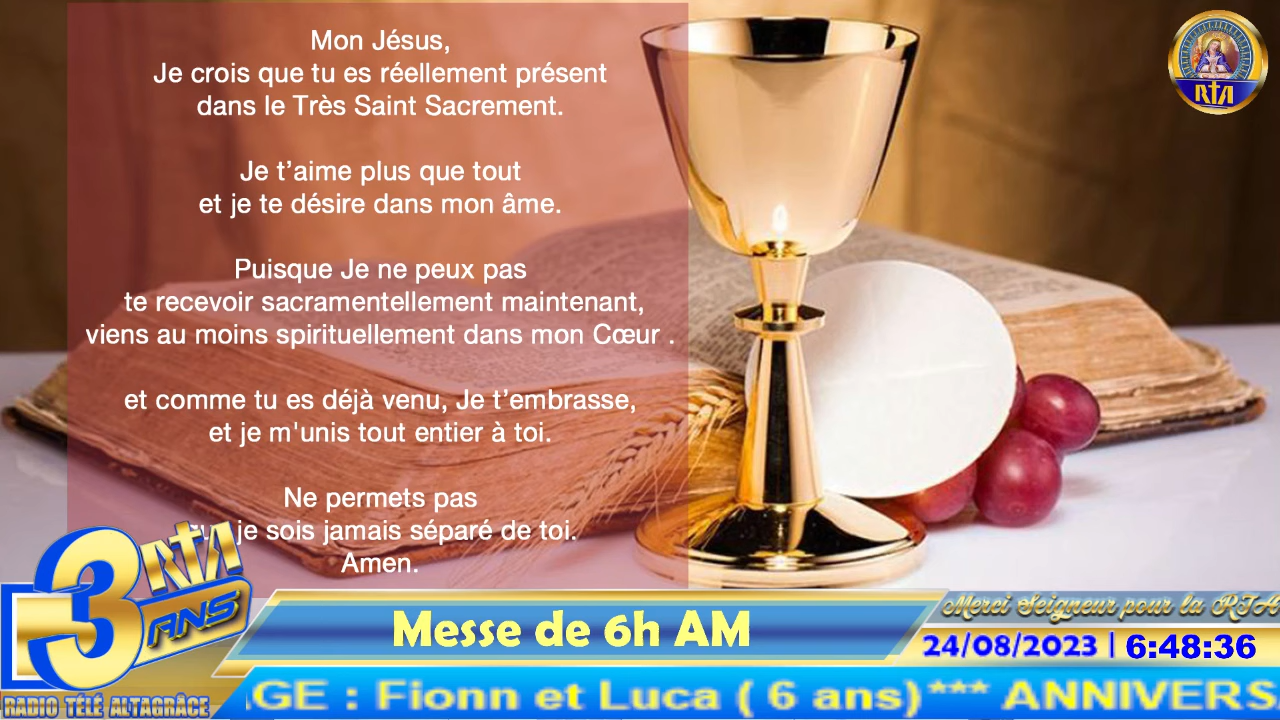 Mon Jésus,
Je crois que tu es réellement présent
dans le Très Saint Sacrement.
Je t’aime plus que tout
et je te désire dans mon âme.
Puisque Je ne peux pas
te recevoir sacramentellement maintenant,
viens au moins spirituellement dans mon Cœur .
et comme tu es déjà venu, Je t’embrasse,
et je m'unis tout entier à toi.
Ne permets pas
je sois jamais séparé de toi.
Amen.
RTA
3 RTA
ANS
RADIO TÉLÉ ALTAGRÂCE
Messe de 6h AM
Merci Seigneur pour la RTA
24/08/2023 | 6:48:36
GE : Fionn et Luca ( 6 ans)*** ANNIVERS